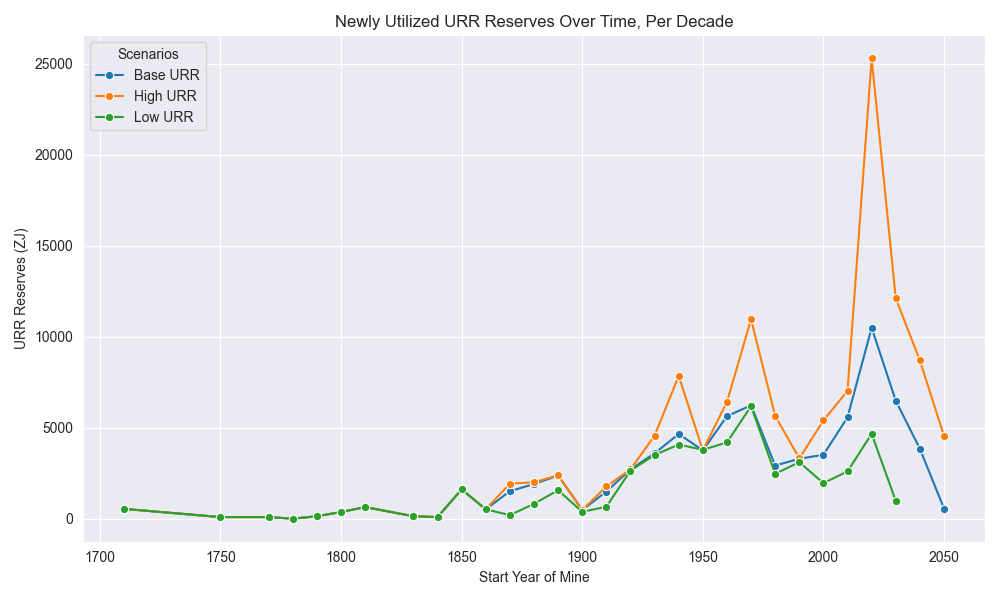 Newly Utilized URR Reserves Over Time, Per Decade
Scenarios
Base URR
High URR
Low URR
URR Reserves (ZJ)
25000
20000
15000
10000
5000
0
1700 1750 1800 1850 1900 1950 2000 2050
Start Year of Mine